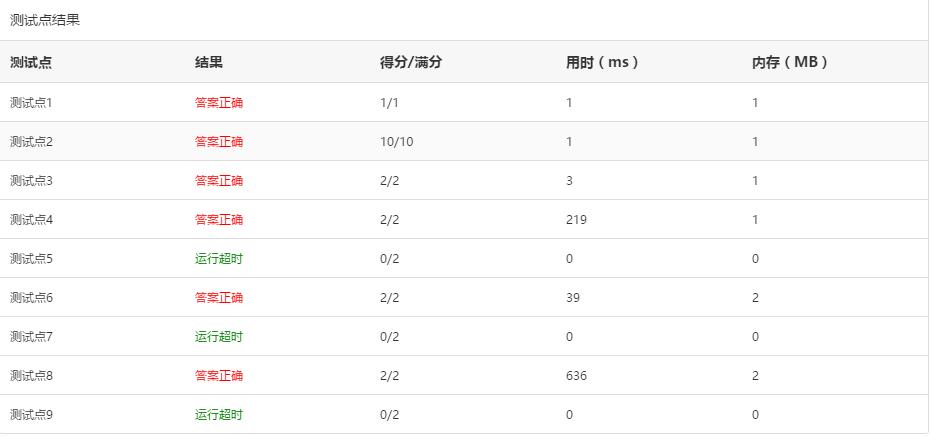 测试点结果
测试点 结果 得分/满分 用时（ms） 内存（MB）
测试点1 答案正确 1/1 1 1
测试点2 答案正确 10/10 1 1
测试点3 答案正确 2/2 3 1
测试点4 答案正确 2/2 219 1
测试点5 运行超时 0/2 0 0
测试点6 答案正确 2/2 39 2
测试点7 运行超时 0/2 0 0
测试点8 答案正确 2/2 636 2
测试点9 运行超时 0/2 0 0